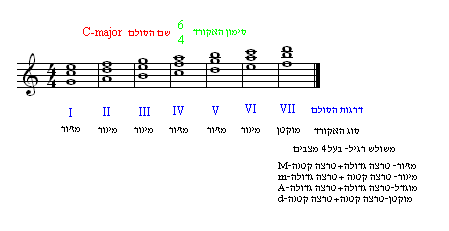 סימון האקורד 6 שם הסולם C-major
4
4
4
דרגות הסולם I II III IV V VI VII
סוג האקורד מוקטן מינור מז'ור מז'ור מינור מינור מז'ור
משולש רגיל- בעל 4 מצבים
מז'ור- טרצה גדולה+טרצה קטנה-M
מינור- טרצה קטנה+טרצה גדולה-m
מוגדל-טרצה גדולה+טרצה גדולה-A
מוקטן-טרצה קטנה+טרצה קטנה-d